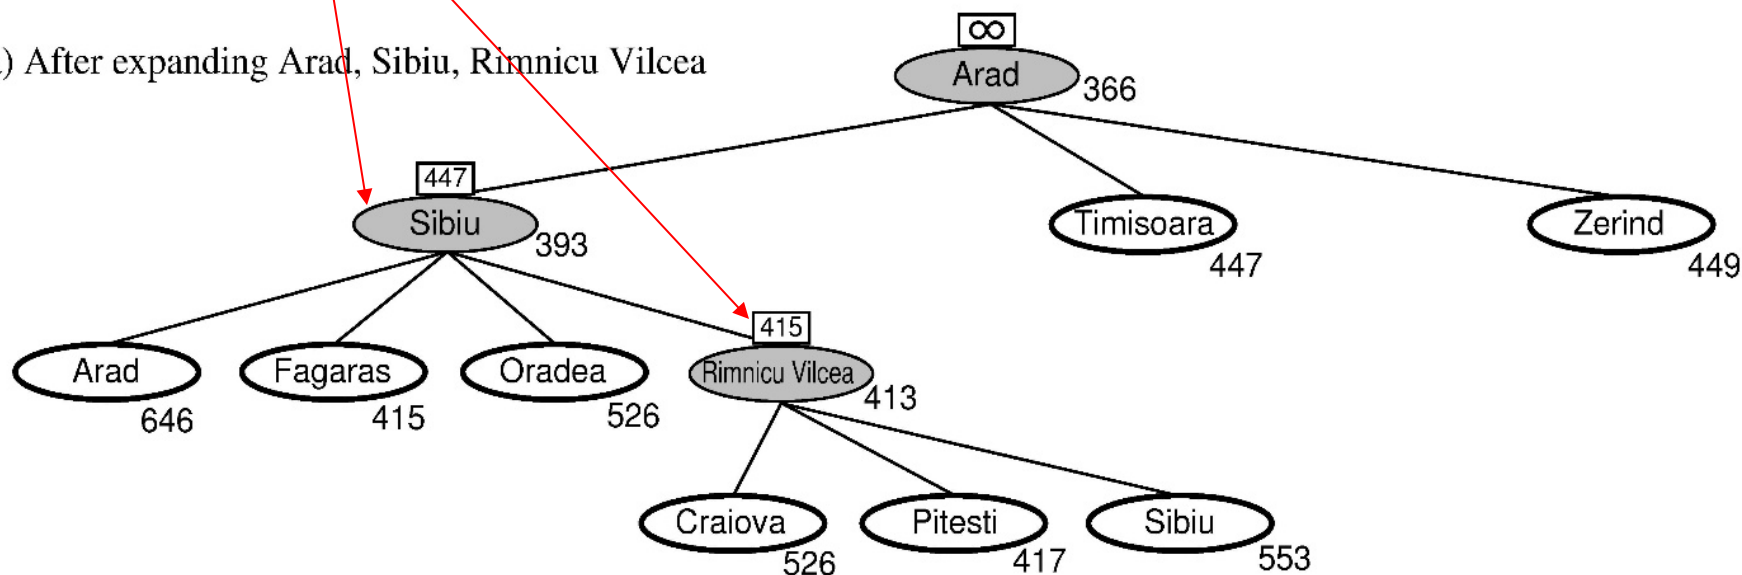 ∞
) After expanding Arad, Sibiu, Rimnicu Vilcea
Arad 366
447
Sibiu 393
Timisoara 447
Zerind 449
415
Arad 646
Fagaras 415
Oradea 526
Rimnicu Vilcea 413
Craiova 526
Pitesti 417
Sibiu 553